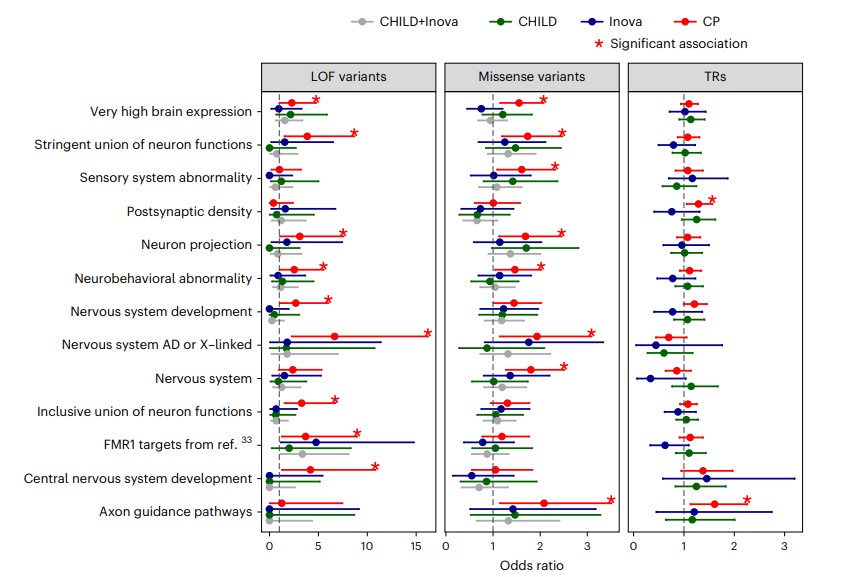 CHILD+Inova CHILD Inova CP
* Significant association
LOF variants Missense variants TRs
Very high brain expression
Stringent union of neuron functions
Sensory system abnormality
Postsynaptic density
Neuron projection
Neurobehavioral abnormality
Nervous system development
Nervous system AD or X–linked
Nervous system
Inclusive union of neuron functions
FMR1 targets from ref. 33
Central nervous system development
Axon guidance pathways
0 5 10 15 0 1 2 3 0 1 2 3
Odds ratio